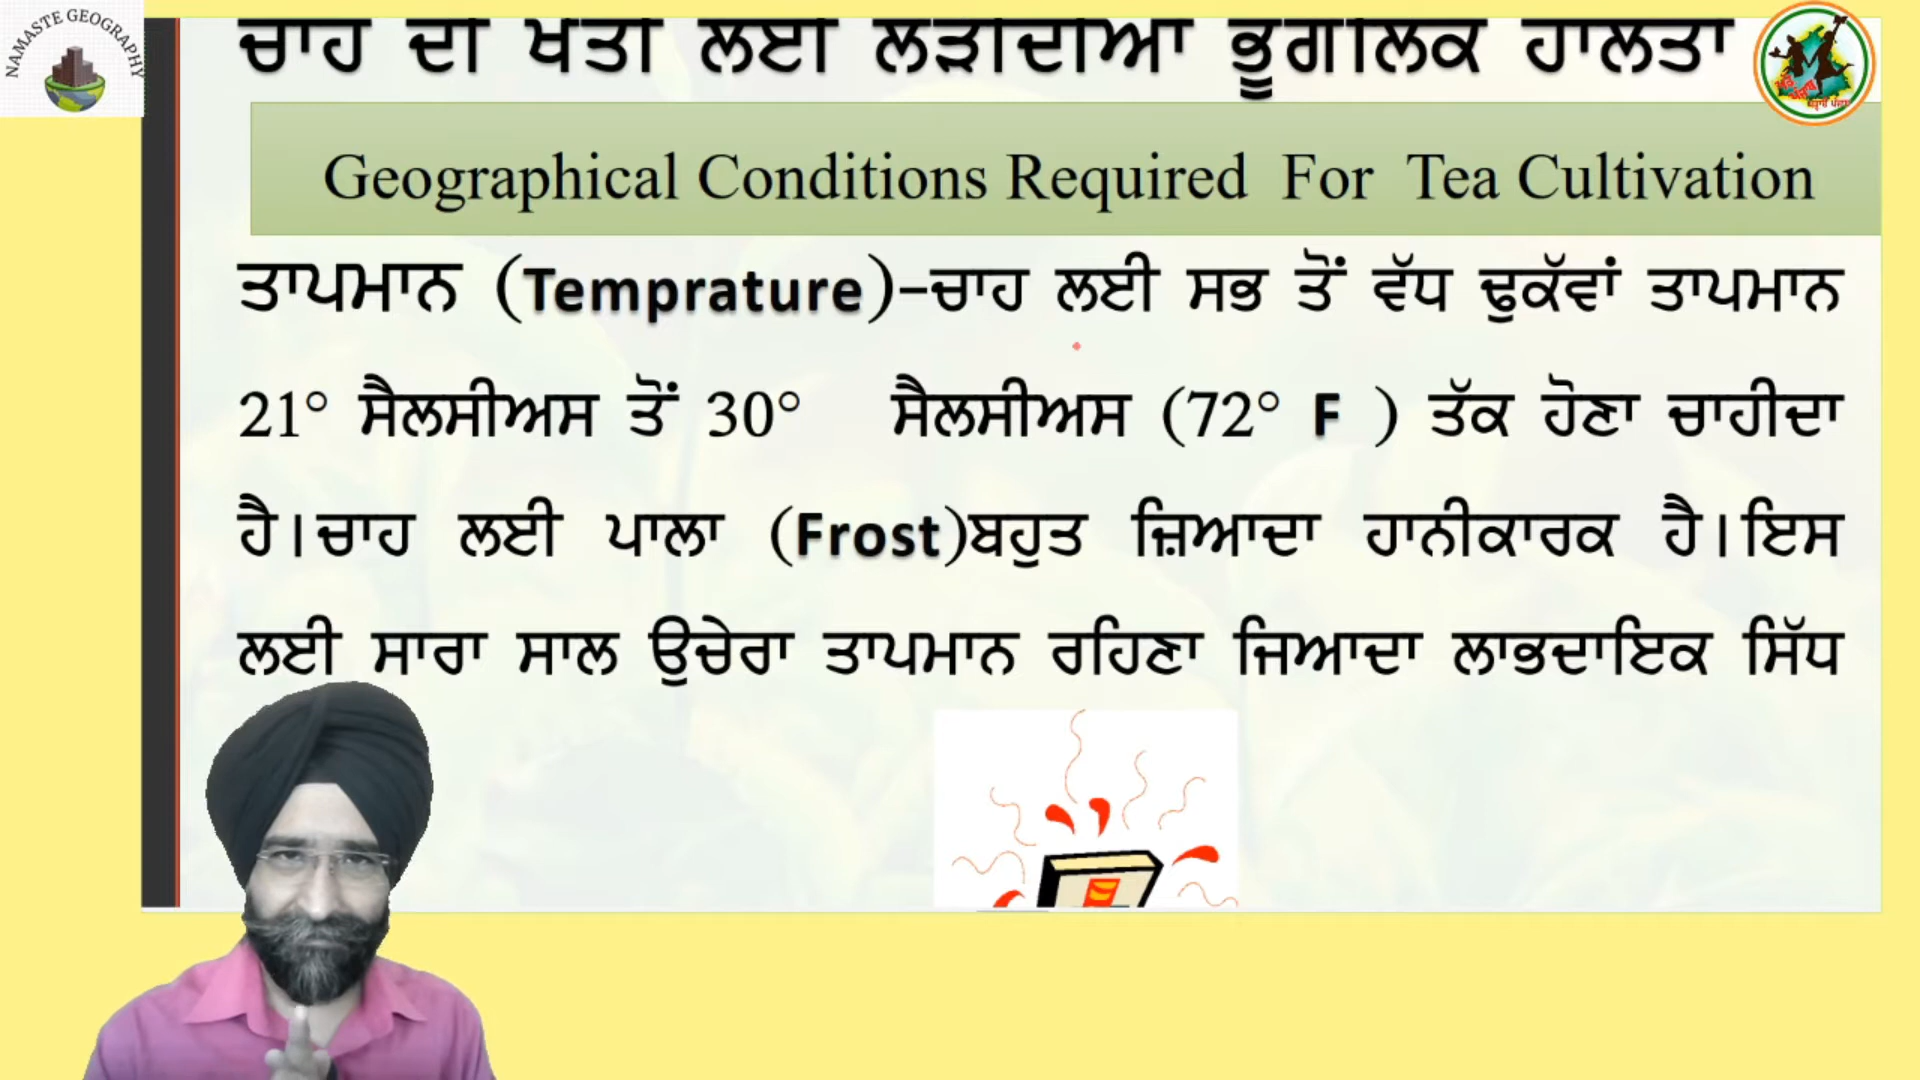 NAMASTE GEOGRAPHY
ਚਾਹ ਦੀ ਖੇਤੀ ਲਈ ਲੜੀਂਦੀਆਂ ਭੂਗੋਲਿਕ ਹਾਲਤਾਂ
Geographical Conditions Required For Tea Cultivation
ਤਾਪਮਾਨ (Temprature)-ਚਾਹ ਲਈ ਸਭ ਤੋਂ ਵੱਧ ਢੁਕੱਵਾਂ ਤਾਪਮਾਨ
21° ਸੈਲਸੀਅਸ ਤੋਂ 30° ਸੈਲਸੀਅਸ (72° F ) ਤੱਕ ਹੋਣਾ ਚਾਹੀਦਾ
ਹੈ।ਚਾਹ ਲਈ ਪਾਲਾ (Frost)ਬਹੁਤ ਜ਼ਿਆਦਾ ਹਾਨੀਕਾਰਕ ਹੈ।ਇਸ
ਲਈ ਸਾਰਾ ਸਾਲ ਉਚੇਰਾ ਤਾਪਮਾਨ ਰਹਿਣਾ ਜਿਆਦਾ ਲਾਭਦਾਇਕ ਸਿੱਧ